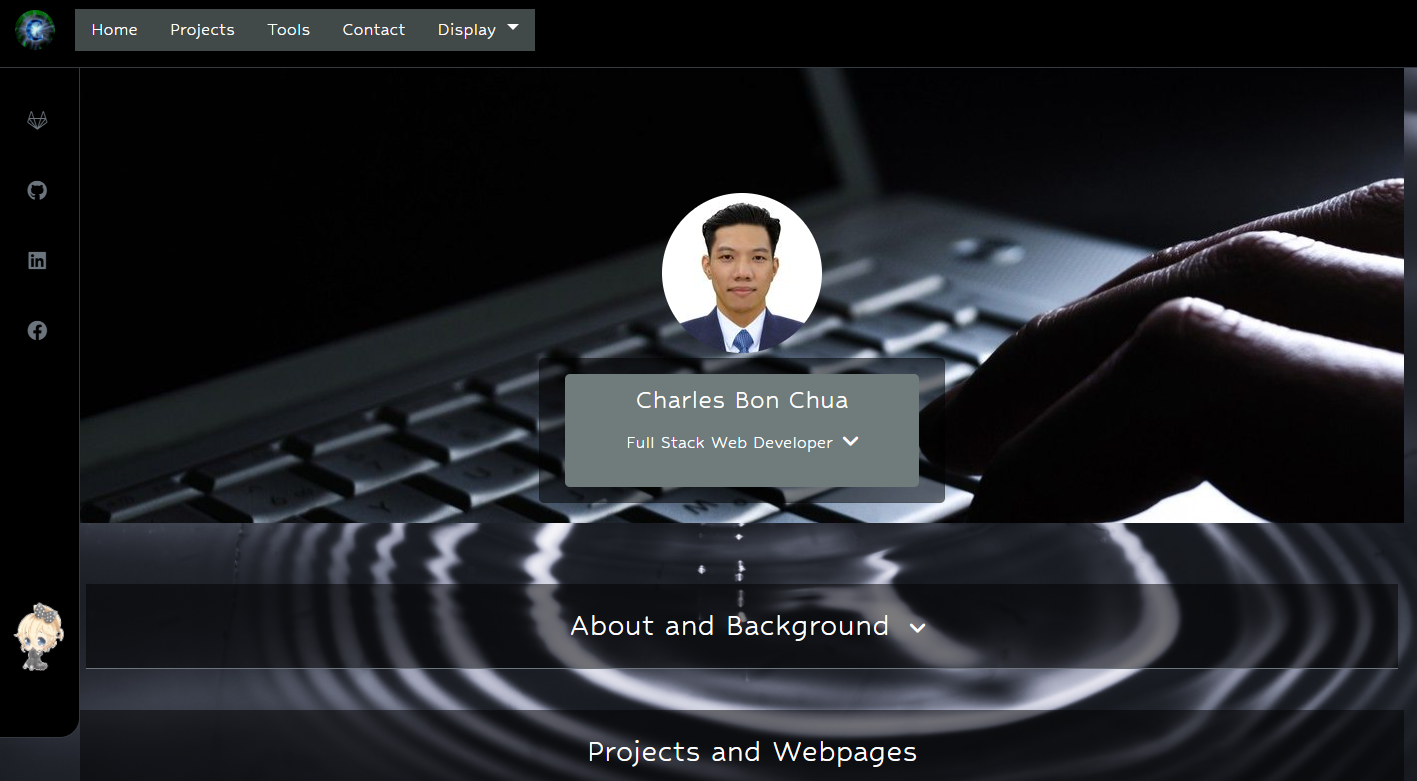 Home Projects Tools Contact Display
Charles Bon Chua
Full Stack Web Developer
About and Background
Projects and Webpages